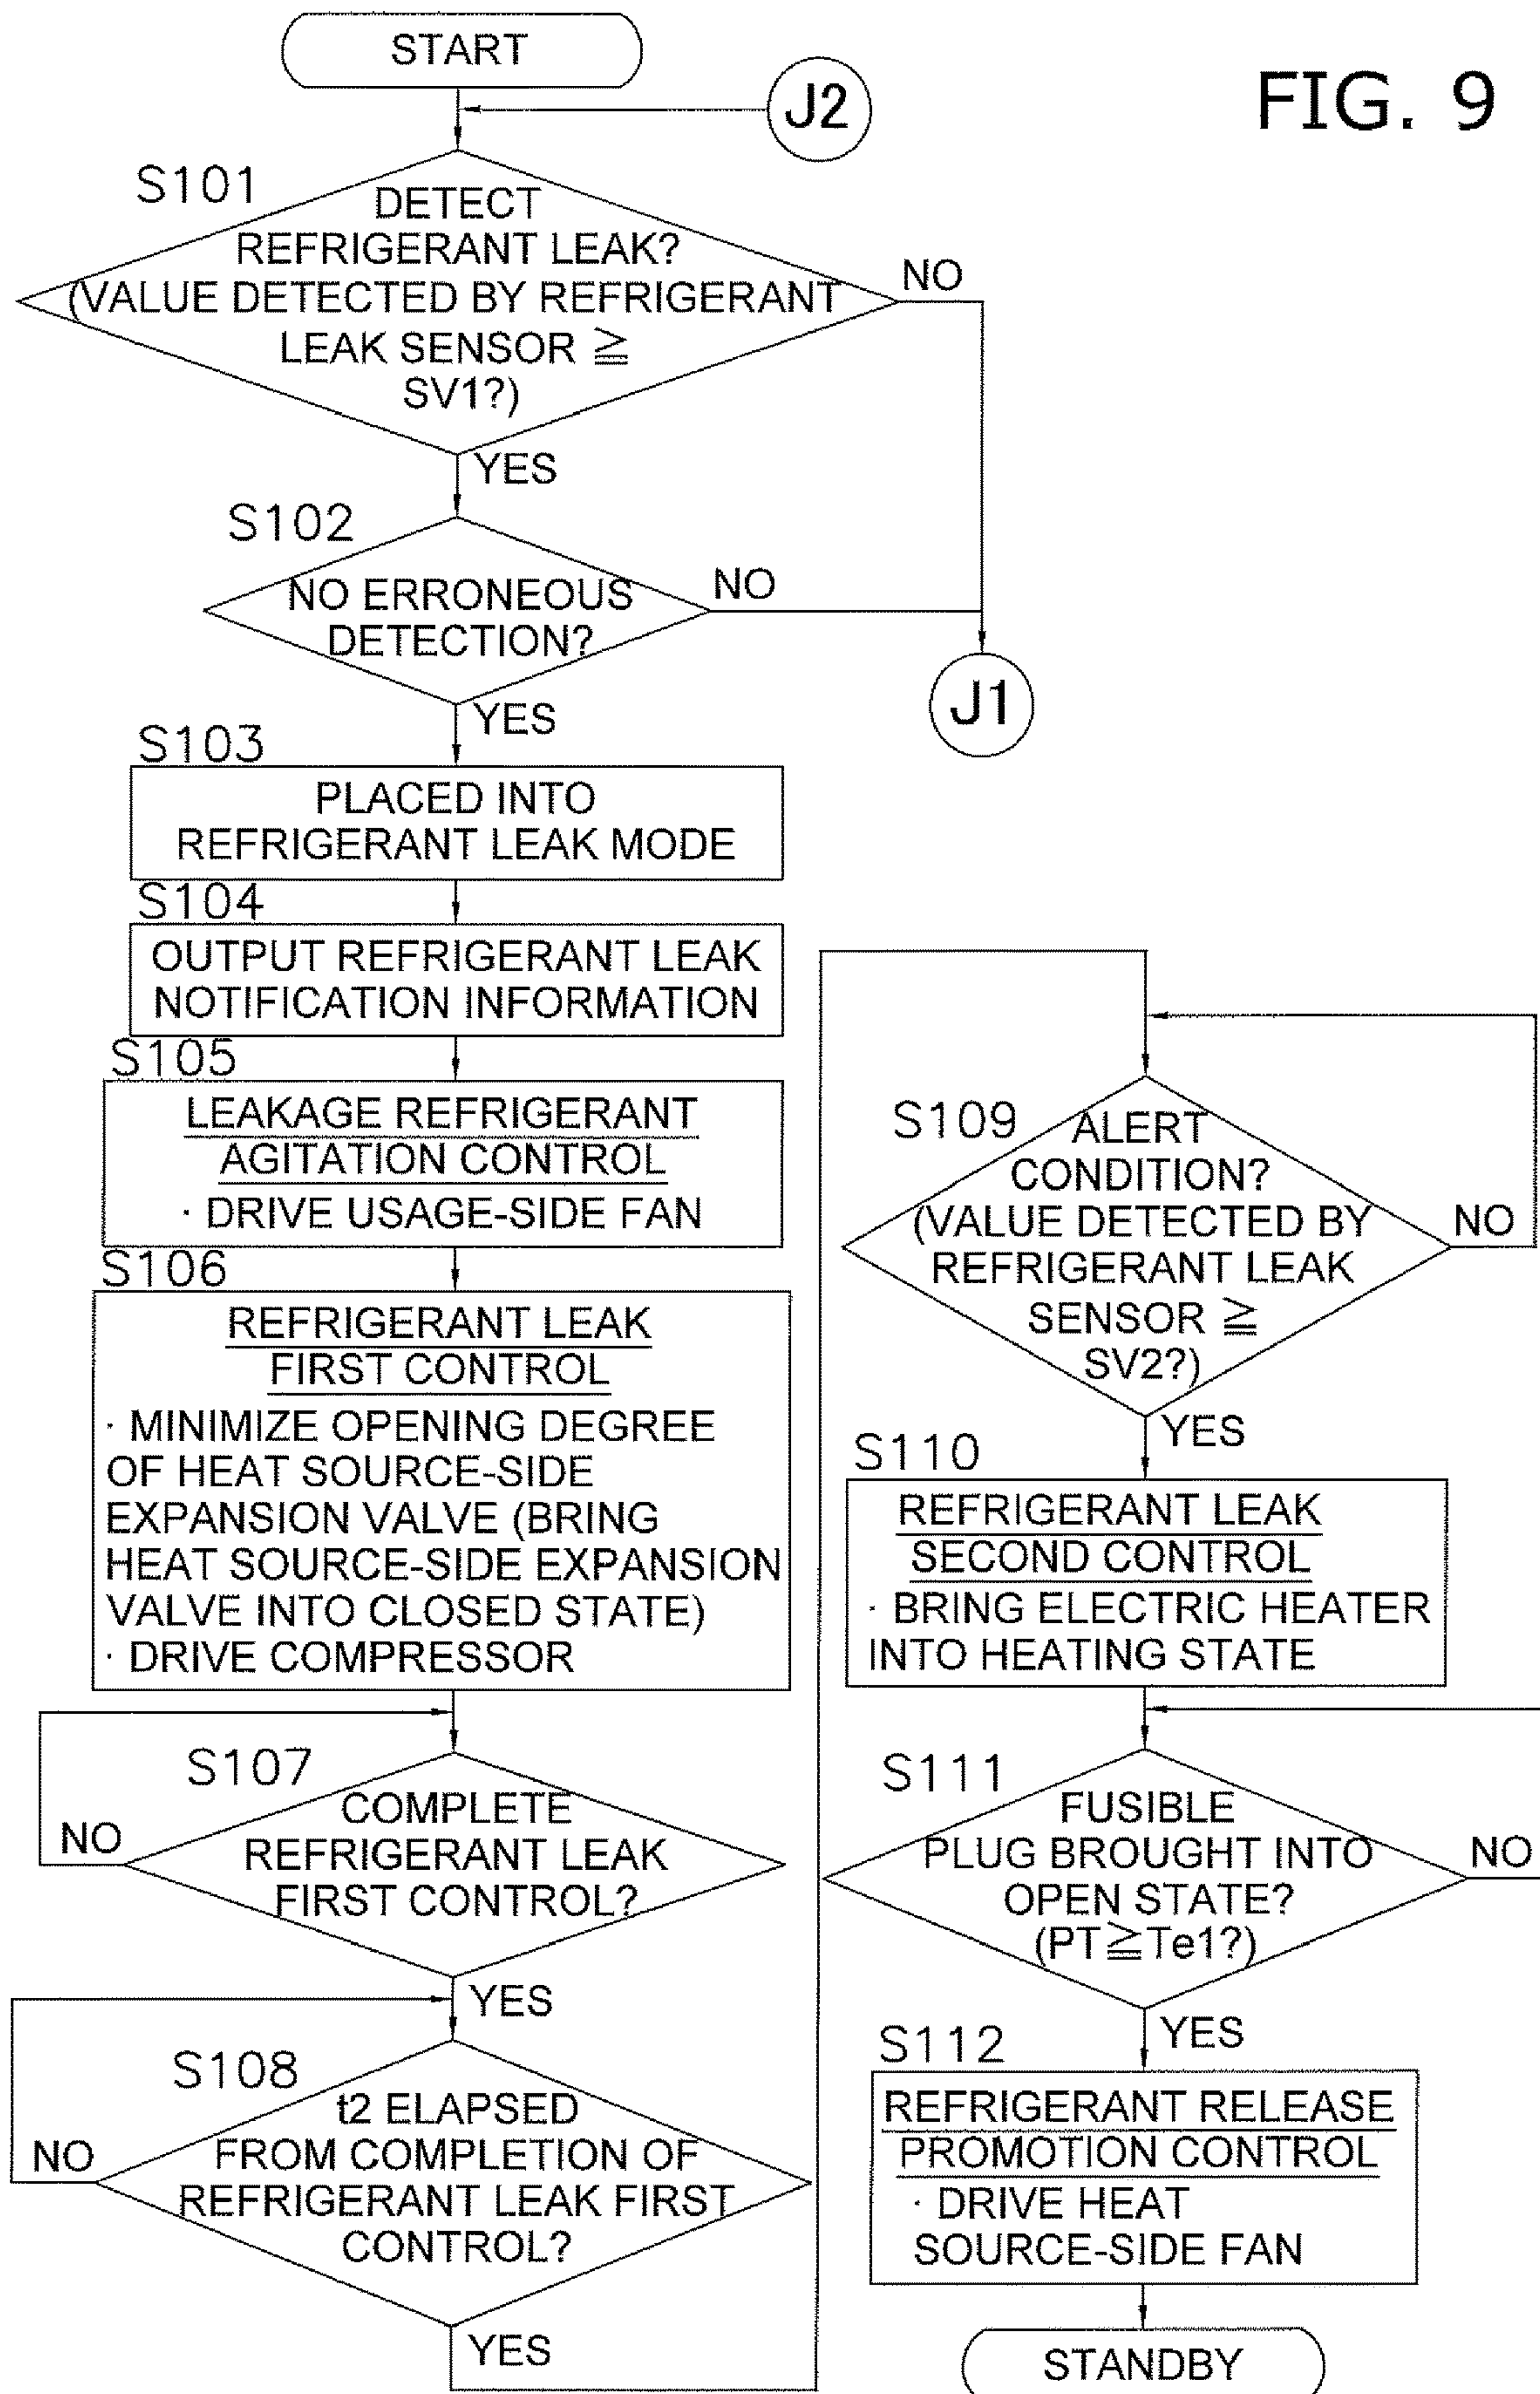 START
J2
FIG. 9
S101
DETECT
REFRIGERANT LEAK?
(VALUE DETECTED BY REFRIGERANT
LEAK SENSOR ≧
SV1?)
NO
YES
S102
NO ERRONEOUS
DETECTION?
NO
YES
J1
S103
PLACED INTO
REFRIGERANT LEAK MODE
S104
OUTPUT REFRIGERANT LEAK
NOTIFICATION INFORMATION
S105
LEAKAGE REFRIGERANT
AGITATION CONTROL
· DRIVE USAGE-SIDE FAN
S106
REFRIGERANT LEAK
FIRST CONTROL
· MINIMIZE OPENING DEGREE
OF HEAT SOURCE-SIDE
EXPANSION VALVE (BRING
HEAT SOURCE-SIDE EXPANSION
VALVE INTO CLOSED STATE)
· DRIVE COMPRESSOR
S107
COMPLETE
REFRIGERANT LEAK
FIRST CONTROL?
NO
YES
S108
t2 ELAPSED
FROM COMPLETION OF
REFRIGERANT LEAK FIRST
CONTROL?
NO
YES
S109
ALERT
CONDITION?
(VALUE DETECTED BY
REFRIGERANT LEAK
SENSOR ≧
SV2?)
NO
YES
S110
REFRIGERANT LEAK
SECOND CONTROL
· BRING ELECTRIC HEATER
INTO HEATING STATE
S111
FUSIBLE
PLUG BROUGHT INTO
OPEN STATE?
(PT≧Te1?)
NO
YES
S112
REFRIGERANT RELEASE
PROMOTION CONTROL
· DRIVE HEAT
SOURCE-SIDE FAN
STANDBY